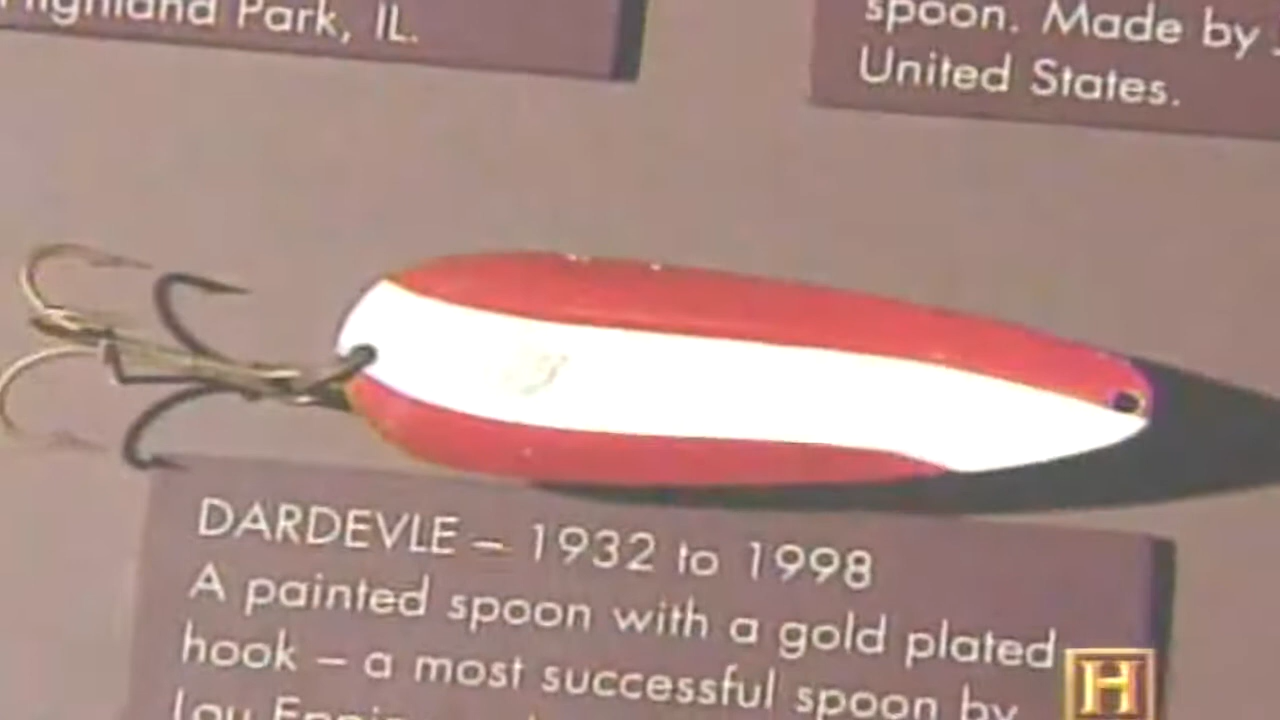 Highland Park, IL.
spoon. Made by
United States.
DARDEVLE – 1932 to 1998
A painted spoon with a gold plated
hook – a most successful spoon by
Lou
H